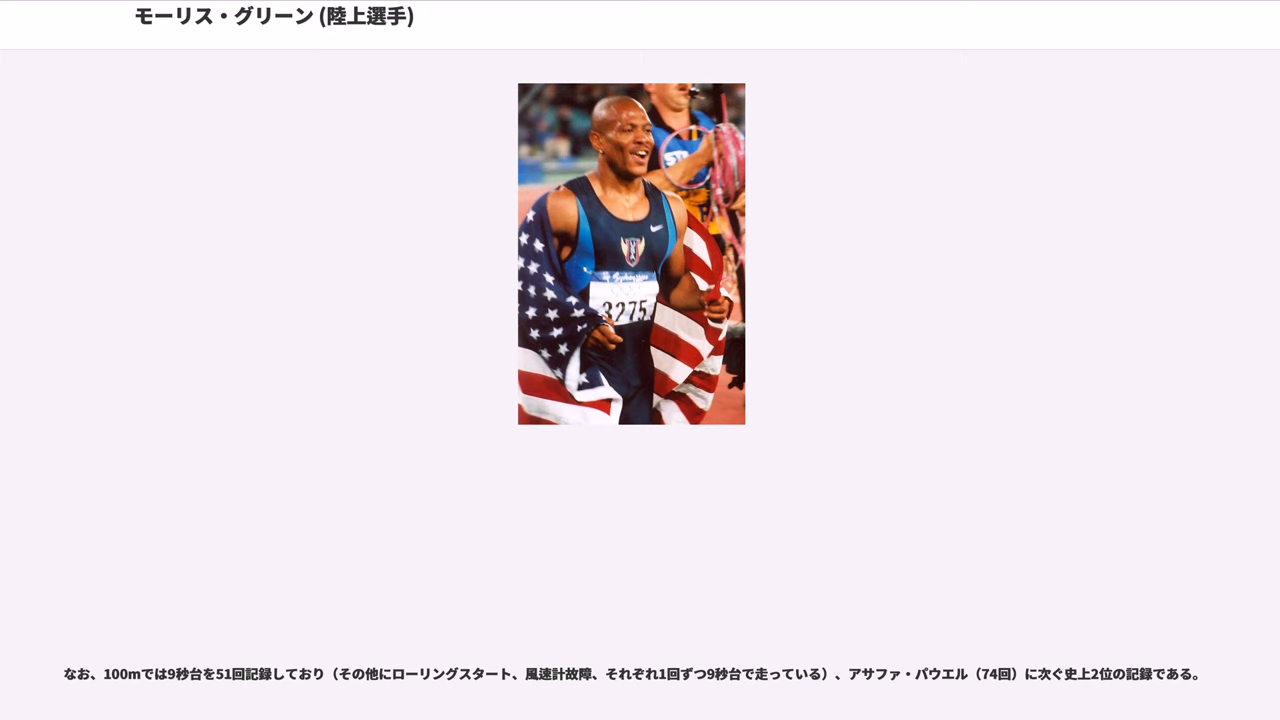 モーリス・グリーン (陸上選手)
3275
なお、100mでは9秒台を51回記録しており（その他にローリングスタート、風速計故障、それぞれ1回ずつ9秒台で走っている）、アサファ・パウエル（74回）に次ぐ史上2位の記録である。